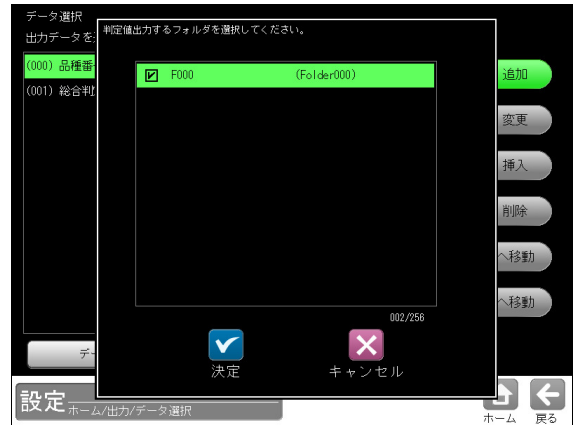 データ選択
出力データを
判定値出力するフォルダを選択してください。
(000) 品種番
(001) 総合判
F000 (Folder000)
002/256
決定
キャンセル
追加
変更
挿入
削除
へ移動
へ移動
デ
設定 ホーム/出力/データ選択
ホーム
戻る